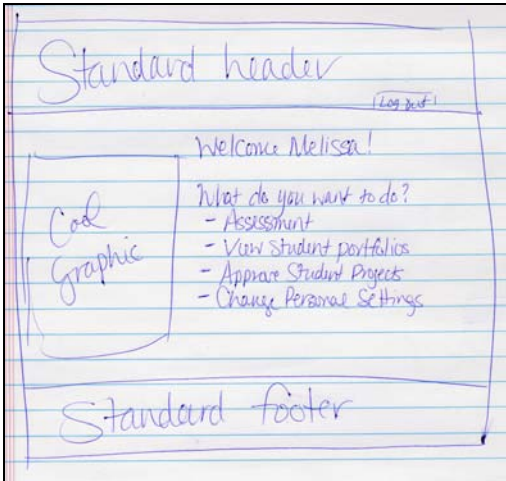 Standard header
Log out
Welcome Melissa!
What do you want to do?
- Assessment
- View Student portfolios
- Approve Student Projects
- Change Personal Settings
Cool
Graphic
Standard footer